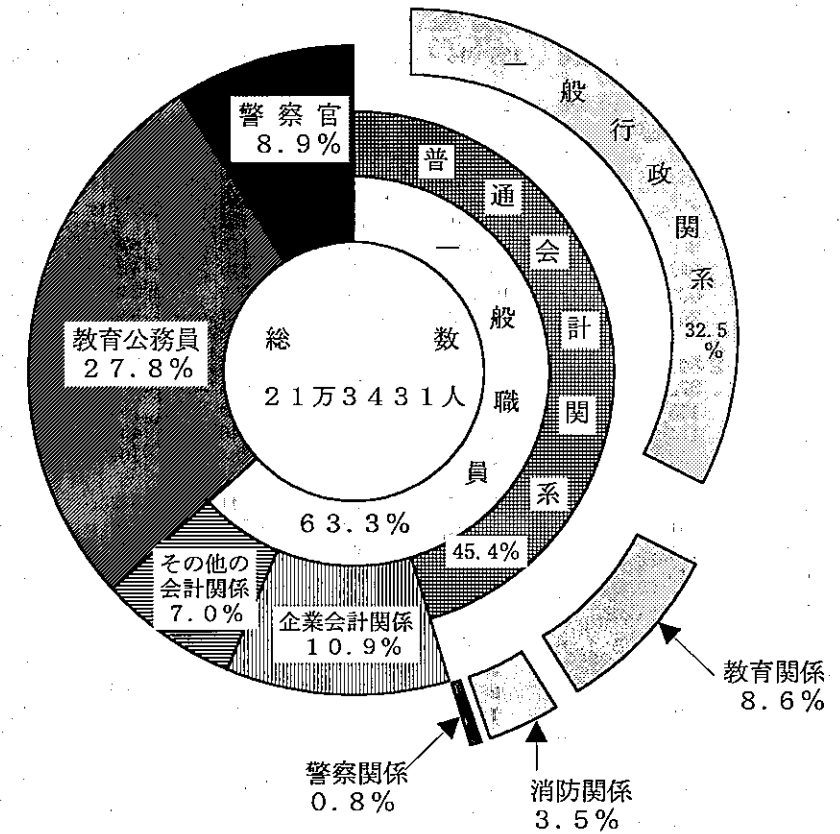 総数
21万3431人
一般職員
63.3%
普通会計関系
45.4%
一般行政関系
32.5
%
教育関係
8.6%
消防関係
3.5%
警察関係
0.8%
企業会計関係
10.9%
その他の
会計関係
7.0%
教育公務員
27.8%
警察官
8.9%